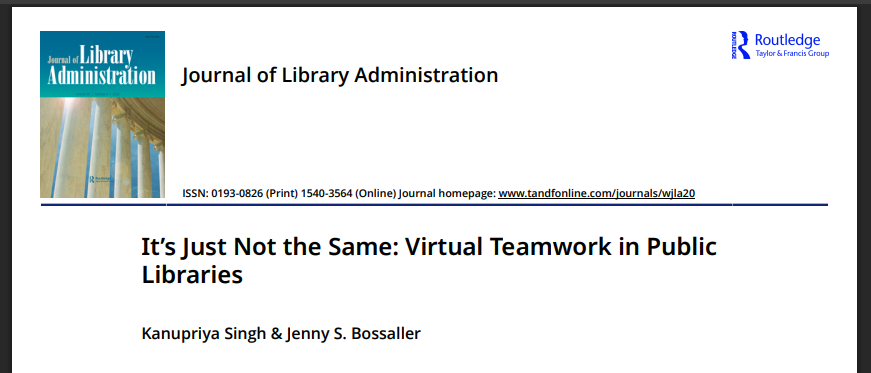 Journal of Library
Administration
Routledge
ROUTLEDGE
Routledge
Taylor & Francis Group
Journal of Library Administration
ISSN: 0193-0826 (Print) 1540-3564 (Online) Journal homepage: www.tandfonline.com/journals/wjla20
It’s Just Not the Same: Virtual Teamwork in Public
Libraries
Kanupriya Singh & Jenny S. Bossaller